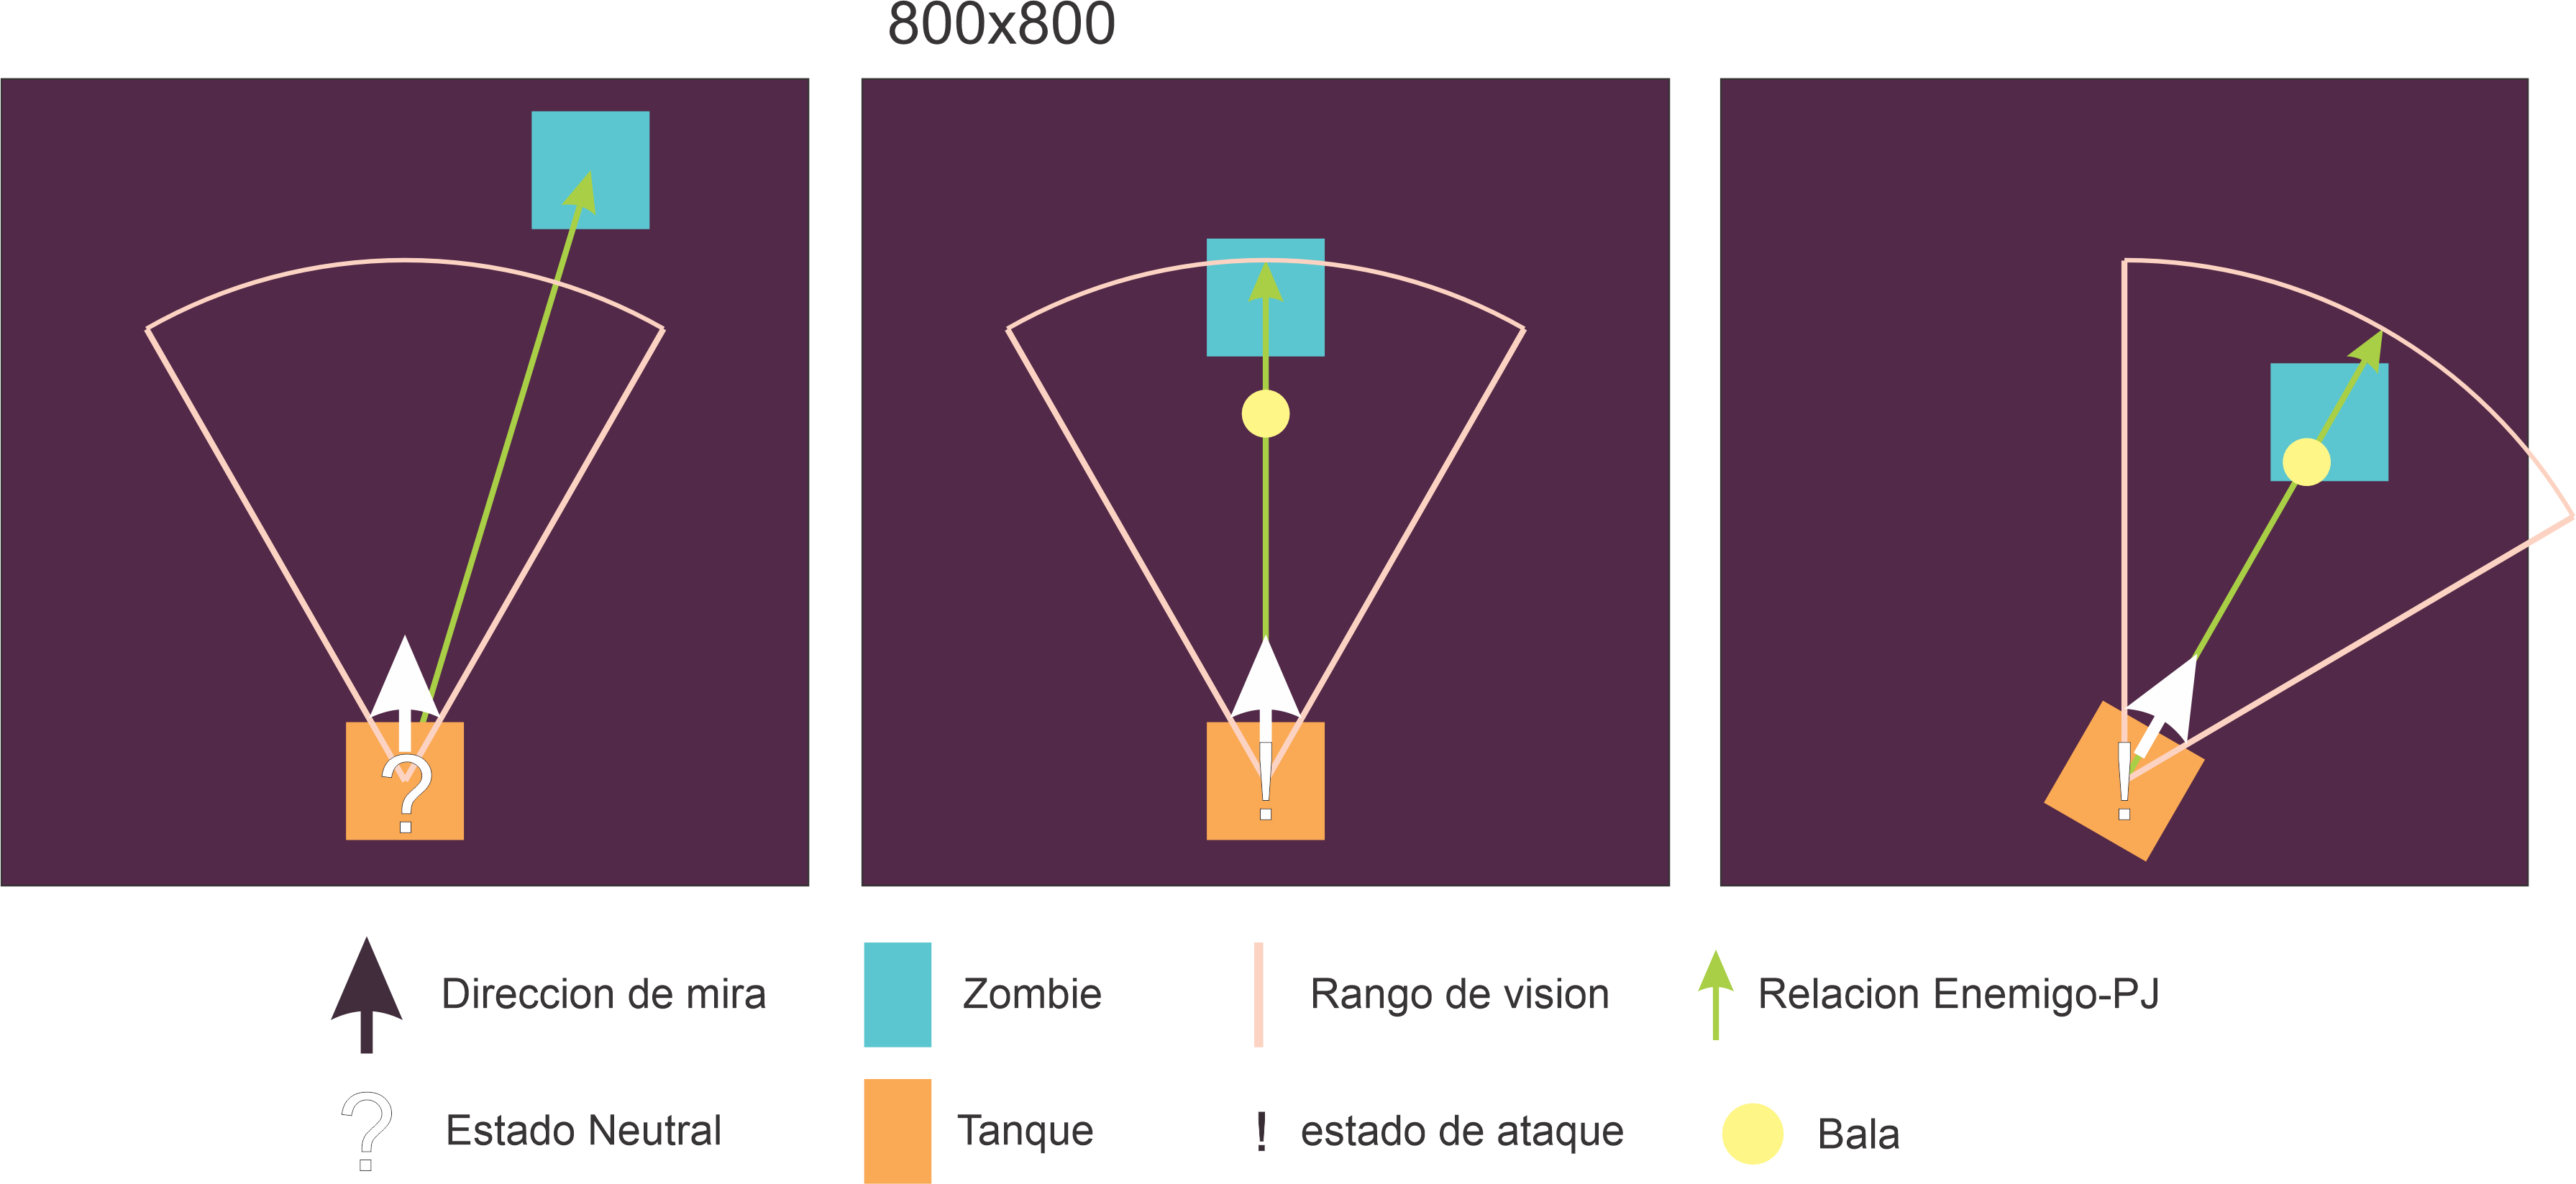 800x800
?
!
!
Direccion de mira
Zombie
Rango de vision
Relacion Enemigo-PJ
? Estado Neutral
Tanque
! estado de ataque
Bala